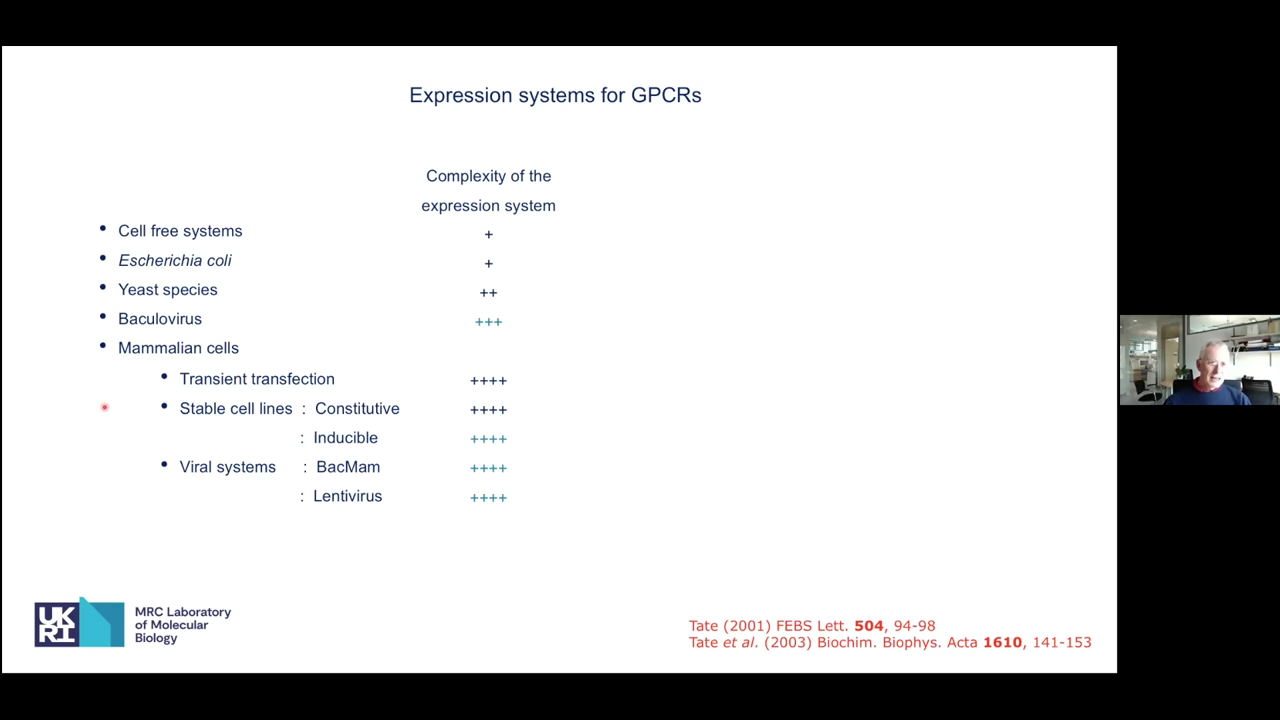 Expression systems for GPCRs
Complexity of the
expression system
• Cell free systems +
• Escherichia coli +
• Yeast species ++
• Baculovirus +++
• Mammalian cells
• Transient transfection ++++
• Stable cell lines : Constitutive ++++
: Inducible ++++
• Viral systems : BacMam ++++
: Lentivirus ++++
UK
RI
MRC Laboratory
of Molecular
Biology
Tate (2001) FEBS Lett. 504, 94-98
Tate et al. (2003) Biochim. Biophys. Acta 1610, 141-153